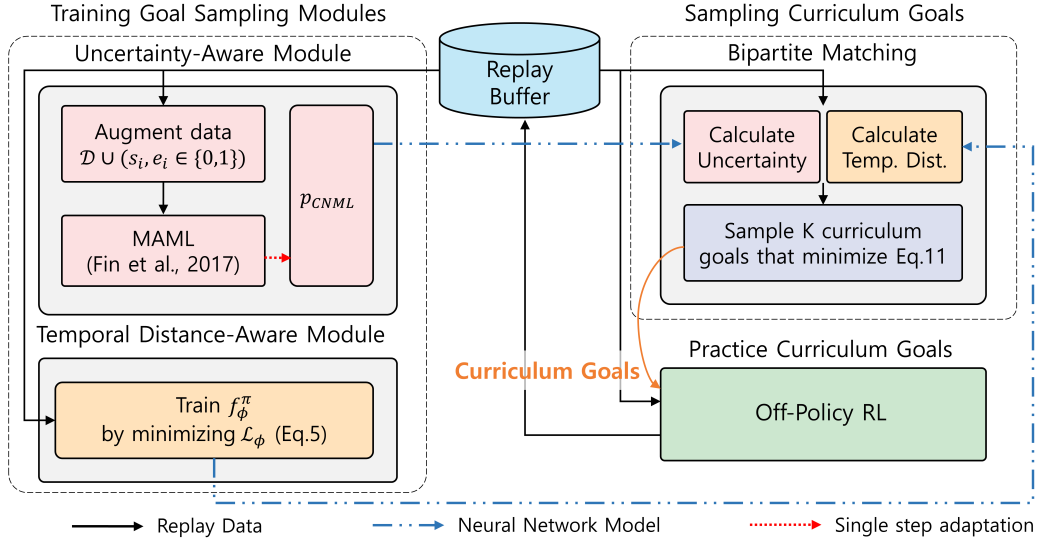 Training Goal Sampling Modules
Uncertainty-Aware Module
Augment data
𝒟 ∪ (sᵢ, eᵢ ∈ {0,1})
MAML
(Fin et al., 2017)
p_CNML
Temporal Distance-Aware Module
Train f_ϕ^π
by minimizing ℒ_ϕ (Eq.5)
Replay
Buffer
Sampling Curriculum Goals
Bipartite Matching
Calculate
Uncertainty
Calculate
Temp. Dist.
Sample K curriculum
goals that minimize Eq.11
Curriculum Goals
Practice Curriculum Goals
Off-Policy RL
Replay Data
Neural Network Model
Single step adaptation